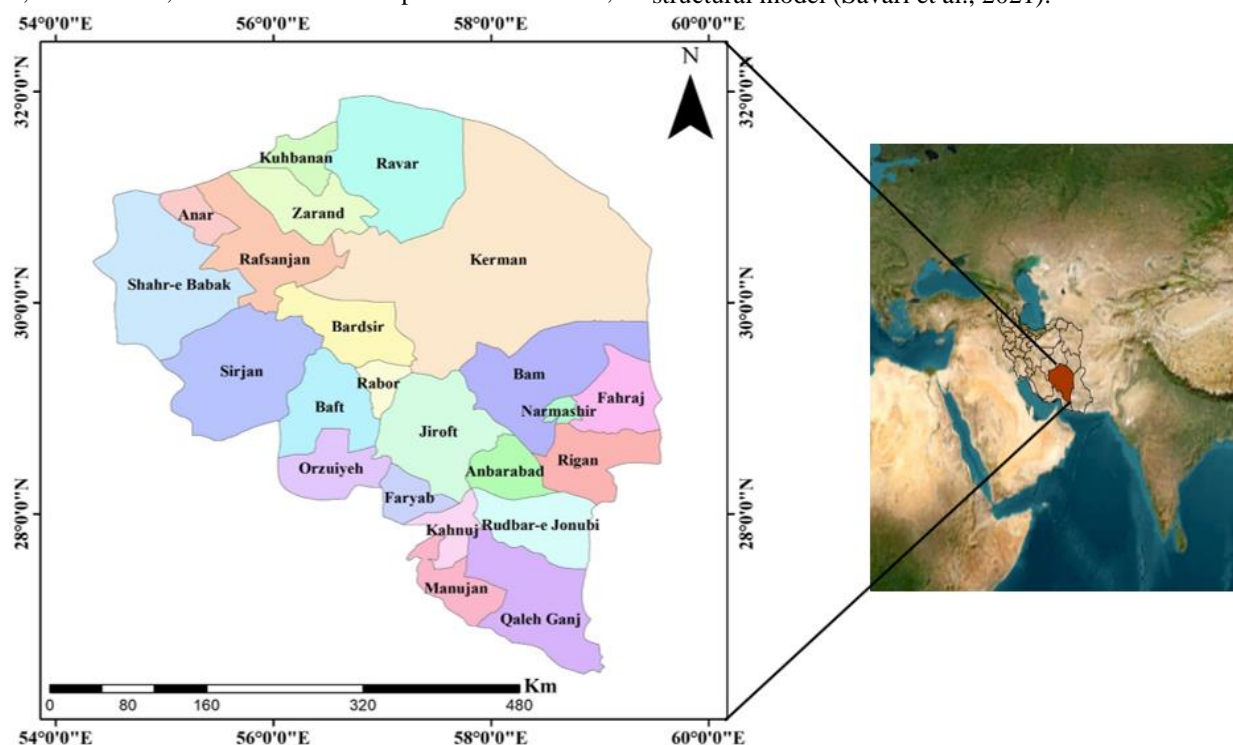 structural model (Savari et al., 2021).
54°0'0"E 56°0'0"E 58°0'0"E 60°0'0"E
N
32°0'0"N 32°0'0"N
Kuhbanan
Ravar
Anar
Zarand
Rafsanjan
Kerman
Shahr-e Babak
30°0'0"N 30°0'0"N
Bardsir
Sirjan
Rabor
Bam
Baft
Narmashir
Fahraj
Jiroft
Orzuiyeh
Anbarabad
Rigan
Faryab
28°0'0"N 28°0'0"N
Kahnuj
Rudbar-e Jonubi
Manujan
Qaleh Ganj
Km
0 80 160 320 480
54°0'0"E 56°0'0"E 58°0'0"E 60°0'0"E